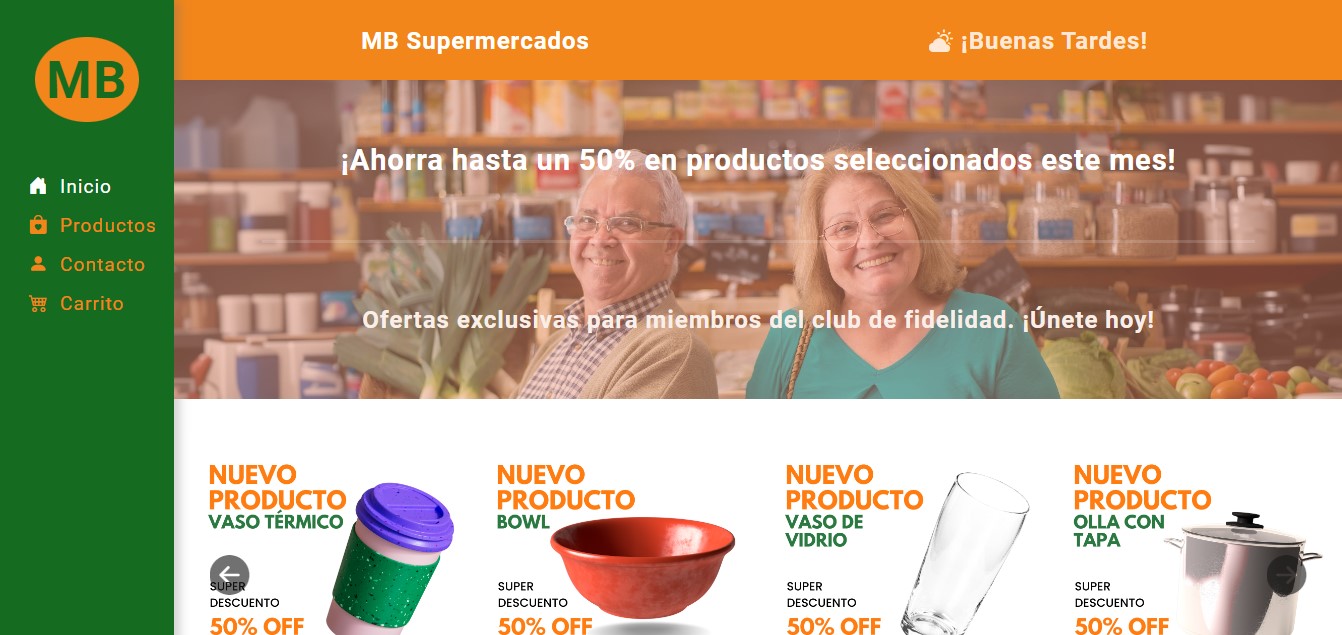 MB
Inicio
Productos
Contacto
Carrito
MB Supermercados
¡Buenas Tardes!
¡Ahorra hasta un 50% en productos seleccionados este mes!
Ofertas exclusivas para miembros del club de fidelidad. ¡Únete hoy!
NUEVO
PRODUCTO
VASO TÉRMICO
SUPER
DESCUENTO
50% OFF
NUEVO
PRODUCTO
BOWL
SUPER
DESCUENTO
50% OFF
NUEVO
PRODUCTO
VASO DE
VIDRIO
SUPER
DESCUENTO
50% OFF
NUEVO
PRODUCTO
OLLA CON
TAPA
SUPER
DESCUENTO
50% OFF